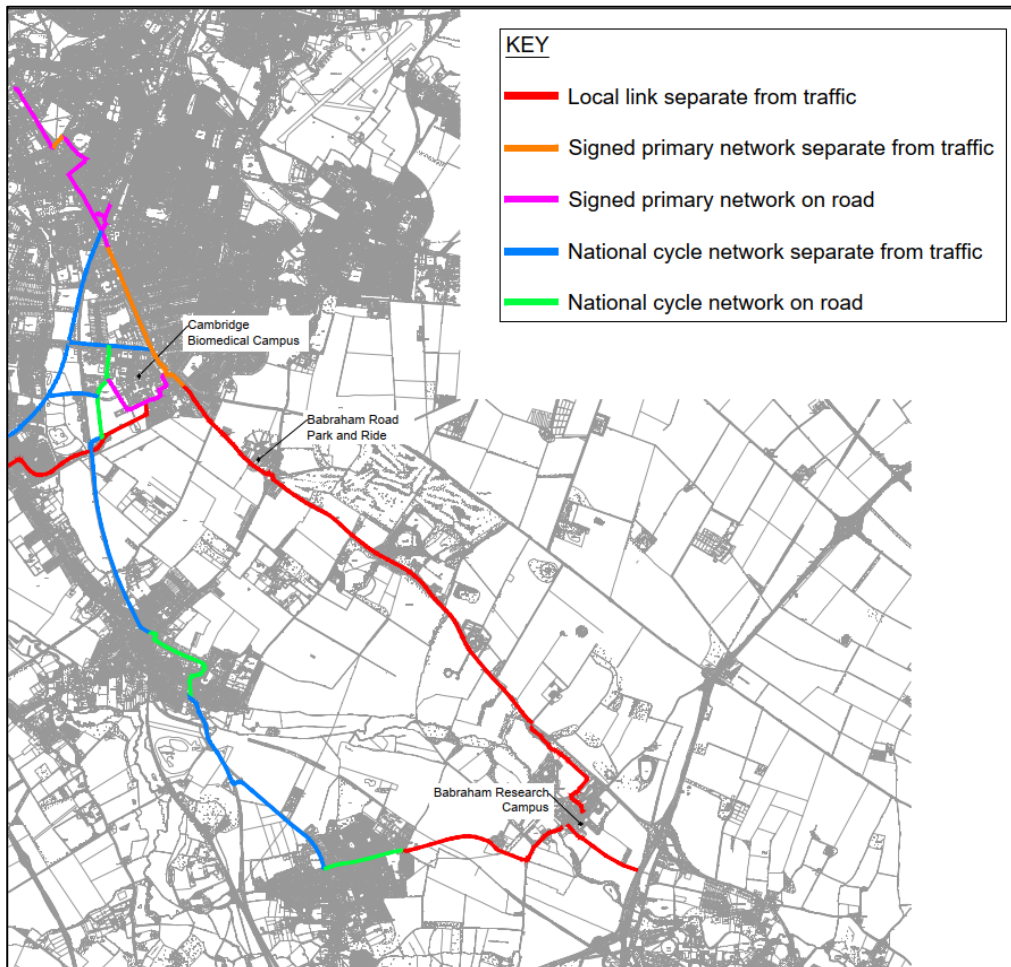 KEY
Local link separate from traffic
Signed primary network separate from traffic
Signed primary network on road
National cycle network separate from traffic
National cycle network on road
Cambridge
Biomedical Campus
Babraham Road
Park and Ride
Babraham Research
Campus